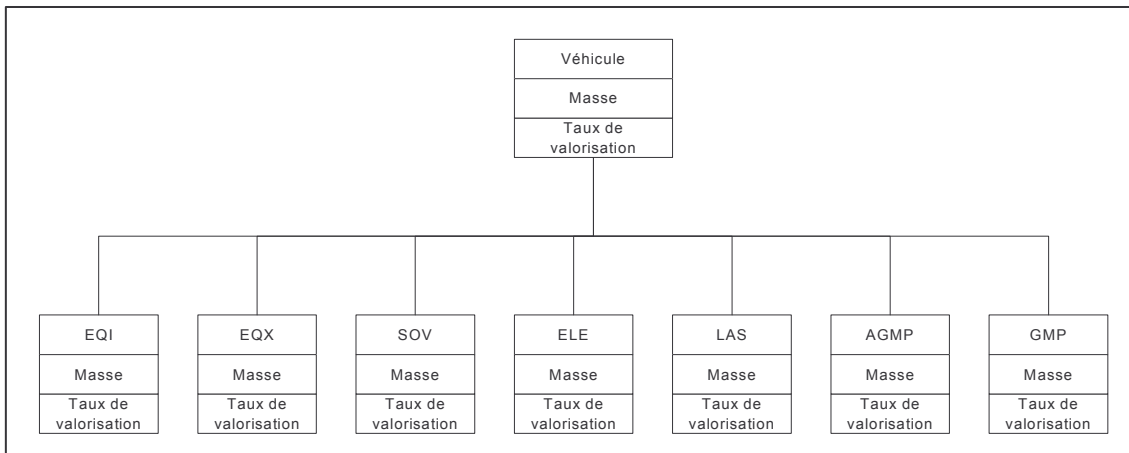 Véhicule
Masse
Taux de
valorisation
EQI
EQX
SOV
ELE
LAS
AGMP
GMP
Masse
Masse
Masse
Masse
Masse
Masse
Masse
Taux de
valorisation
Taux de
valorisation
Taux de
valorisation
Taux de
valorisation
Taux de
valorisation
Taux de
valorisation
Taux de
valorisation